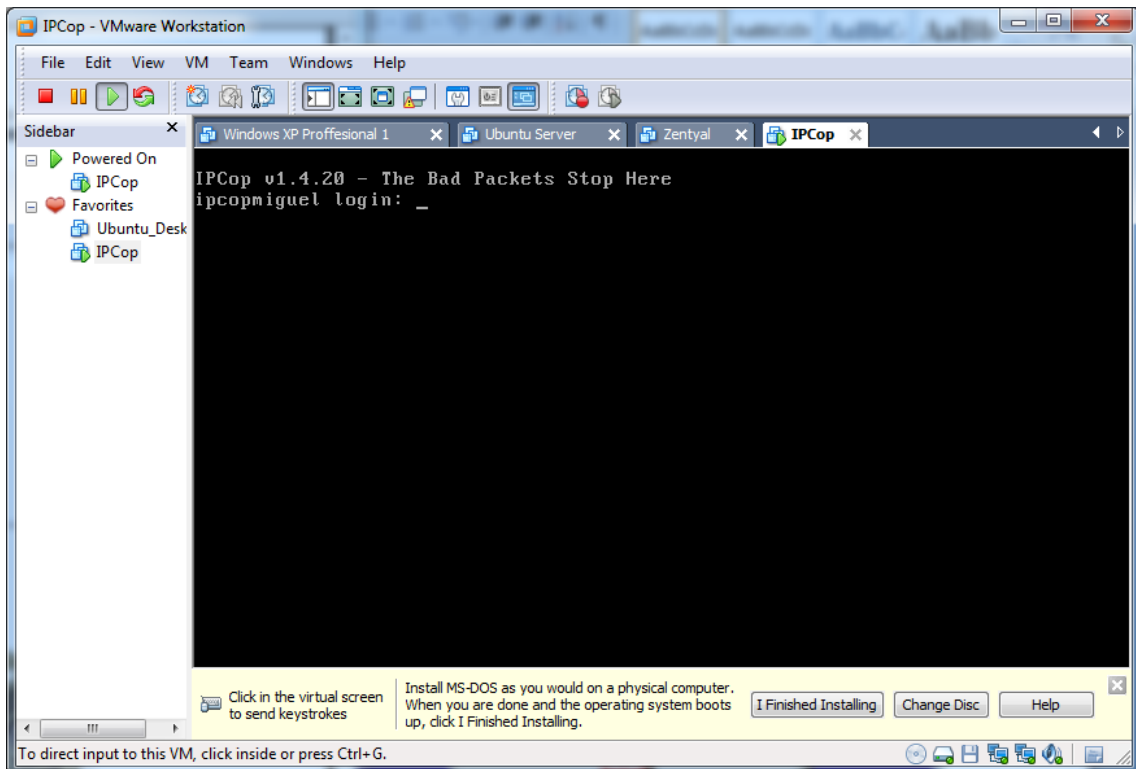 IPCop - VMware Workstation
File Edit View VM Team Windows Help
Sidebar
Powered On
IPCop
Favorites
Ubuntu_Desk
IPCop
Windows XP Proffesional 1 Ubuntu Server Zentyal IPCop
IPCop v1.4.20 - The Bad Packets Stop Here
ipcopmiguel login: _
Click in the virtual screen
to send keystrokes
Install MS-DOS as you would on a physical computer.
When you are done and the operating system boots
up, click I Finished Installing.
I Finished Installing Change Disc Help
To direct input to this VM, click inside or press Ctrl+G.